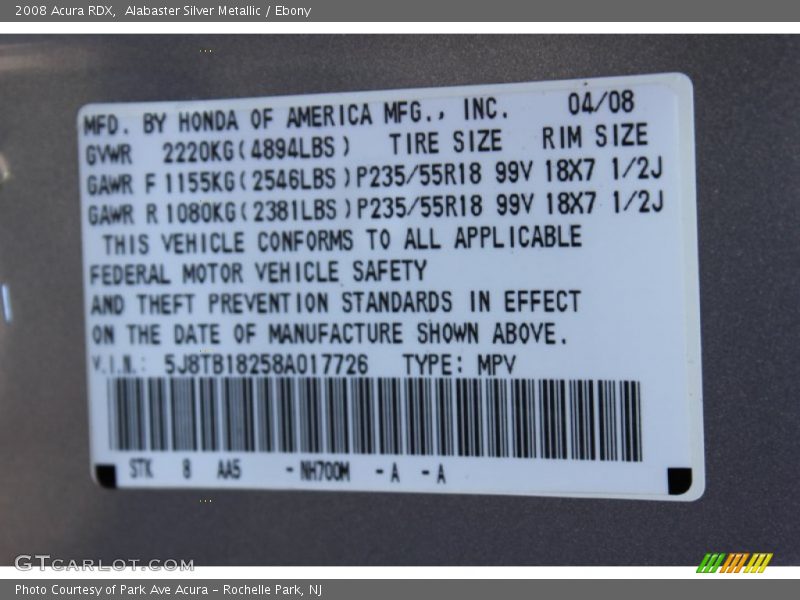 2008 Acura RDX,  Alabaster Silver Metallic / Ebony
MFD. BY HONDA OF AMERICA MFG., INC. 04/08
GVWR 2220KG(4894LBS) TIRE SIZE RIM SIZE
GAWR F 1155KG(2546LBS) P235/55R18 99V 18X7 1/2J
GAWR R 1080KG(2381LBS) P235/55R18 99V 18X7 1/2J
THIS VEHICLE CONFORMS TO ALL APPLICABLE
FEDERAL MOTOR VEHICLE SAFETY
AND THEFT PREVENTION STANDARDS IN EFFECT
ON THE DATE OF MANUFACTURE SHOWN ABOVE.
V.I.N.: 5J8TB18258A017726 TYPE: MPV
STK 8 AA5 -NH700M -A -A
GTCARLOT.COM
Photo Courtesy of Park Ave Acura - Rochelle Park, NJ